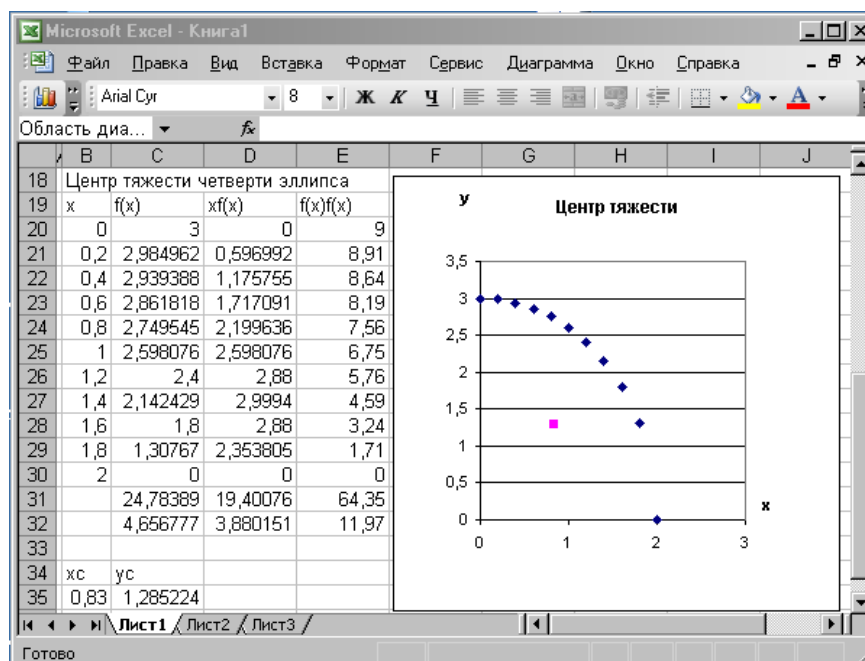 Microsoft Excel - Книга1
Файл Правка Вид Вставка Формат Сервис Диаграмма Окно Справка
Arial Cyr 8 Ж К Ч
Область диа... fx
B C D E F G H I J
18 Центр тяжести четверти эллипса
19 x f(x) xf(x) f(x)f(x)
20 0 3 0 9
21 0,2 2,984962 0,596992 8,91
22 0,4 2,939388 1,175755 8,64
23 0,6 2,861818 1,717091 8,19
24 0,8 2,749545 2,199636 7,56
25 1 2,598076 2,598076 6,75
26 1,2 2,4 2,88 5,76
27 1,4 2,142429 2,9994 4,59
28 1,6 1,8 2,88 3,24
29 1,8 1,30767 2,353805 1,71
30 2 0 0 0
31 24,78389 19,40076 64,35
32 4,656777 3,880151 11,97
33
34 xc yc
35 0,83 1,285224
y
Центр тяжести
3,5
3
2,5
2
1,5
1
0,5
0
x
0 1 2 3
Лист1 Лист2 Лист3
Готово